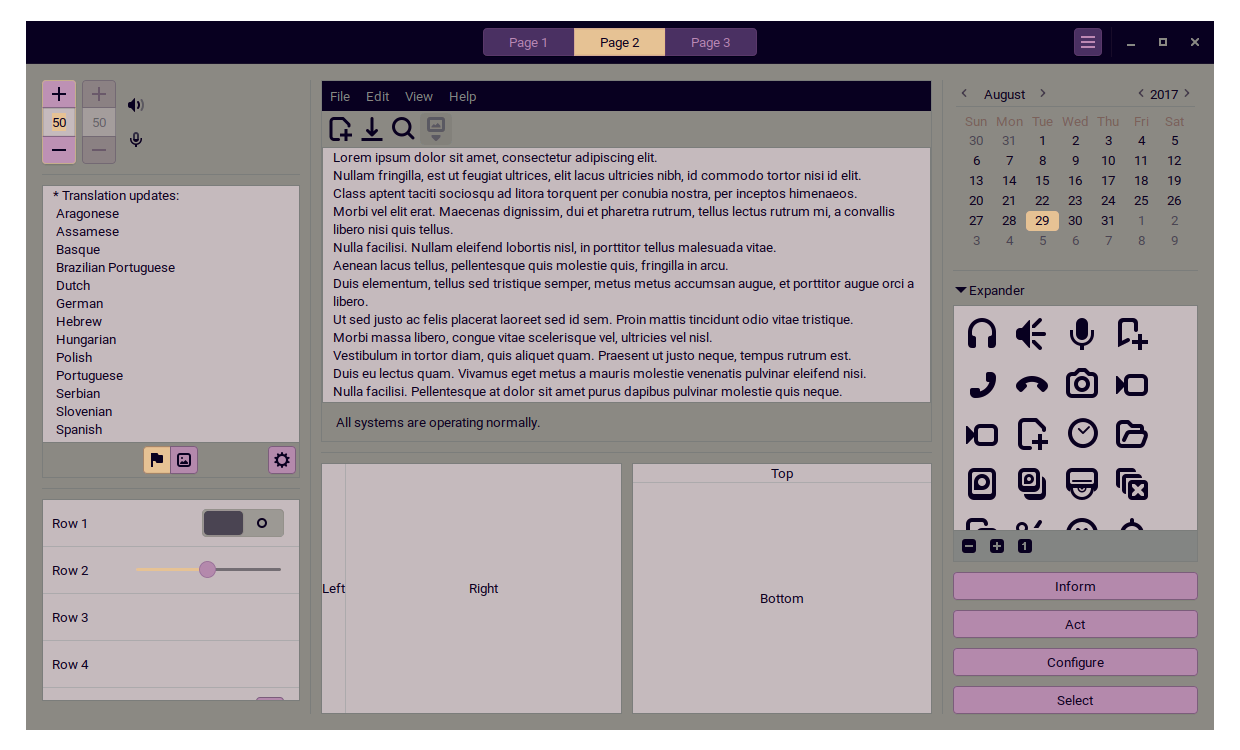 Page 1 Page 2 Page 3
50 50
* Translation updates:
Aragonese
Assamese
Basque
Brazilian Portuguese
Dutch
German
Hebrew
Hungarian
Polish
Portuguese
Serbian
Slovenian
Spanish
Row 1
Row 2
Row 3
Row 4
File Edit View Help
Lorem ipsum dolor sit amet, consectetur adipiscing elit.
Nullam fringilla, est ut feugiat ultrices, elit lacus ultricies nibh, id commodo tortor nisi id elit.
Class aptent taciti sociosqu ad litora torquent per conubia nostra, per inceptos himenaeos.
Morbi vel elit erat. Maecenas dignissim, dui et pharetra rutrum, tellus lectus rutrum mi, a convallis
libero nisi quis tellus.
Nulla facilisi. Nullam eleifend lobortis nisl, in porttitor tellus malesuada vitae.
Aenean lacus tellus, pellentesque quis molestie quis, fringilla in arcu.
Duis elementum, tellus sed tristique semper, metus metus accumsan augue, et porttitor augue orci a
libero.
Ut sed justo ac felis placerat laoreet sed id sem. Proin mattis tincidunt odio vitae tristique.
Morbi massa libero, congue vitae scelerisque vel, ultricies vel nisl.
Vestibulum in tortor diam, quis aliquet quam. Praesent ut justo neque, tempus rutrum est.
Duis eu lectus quam. Vivamus eget metus a mauris molestie venenatis pulvinar eleifend nisi.
Nulla facilisi. Pellentesque at dolor sit amet purus dapibus pulvinar molestie quis neque.
All systems are operating normally.
Left Right
Top
Bottom
August 2017
Sun Mon Tue Wed Thu Fri Sat
30 31 1 2 3 4 5
6 7 8 9 10 11 12
13 14 15 16 17 18 19
20 21 22 23 24 25 26
27 28 29 30 31 1 2
3 4 5 6 7 8 9
Expander
1
Inform
Act
Configure
Select